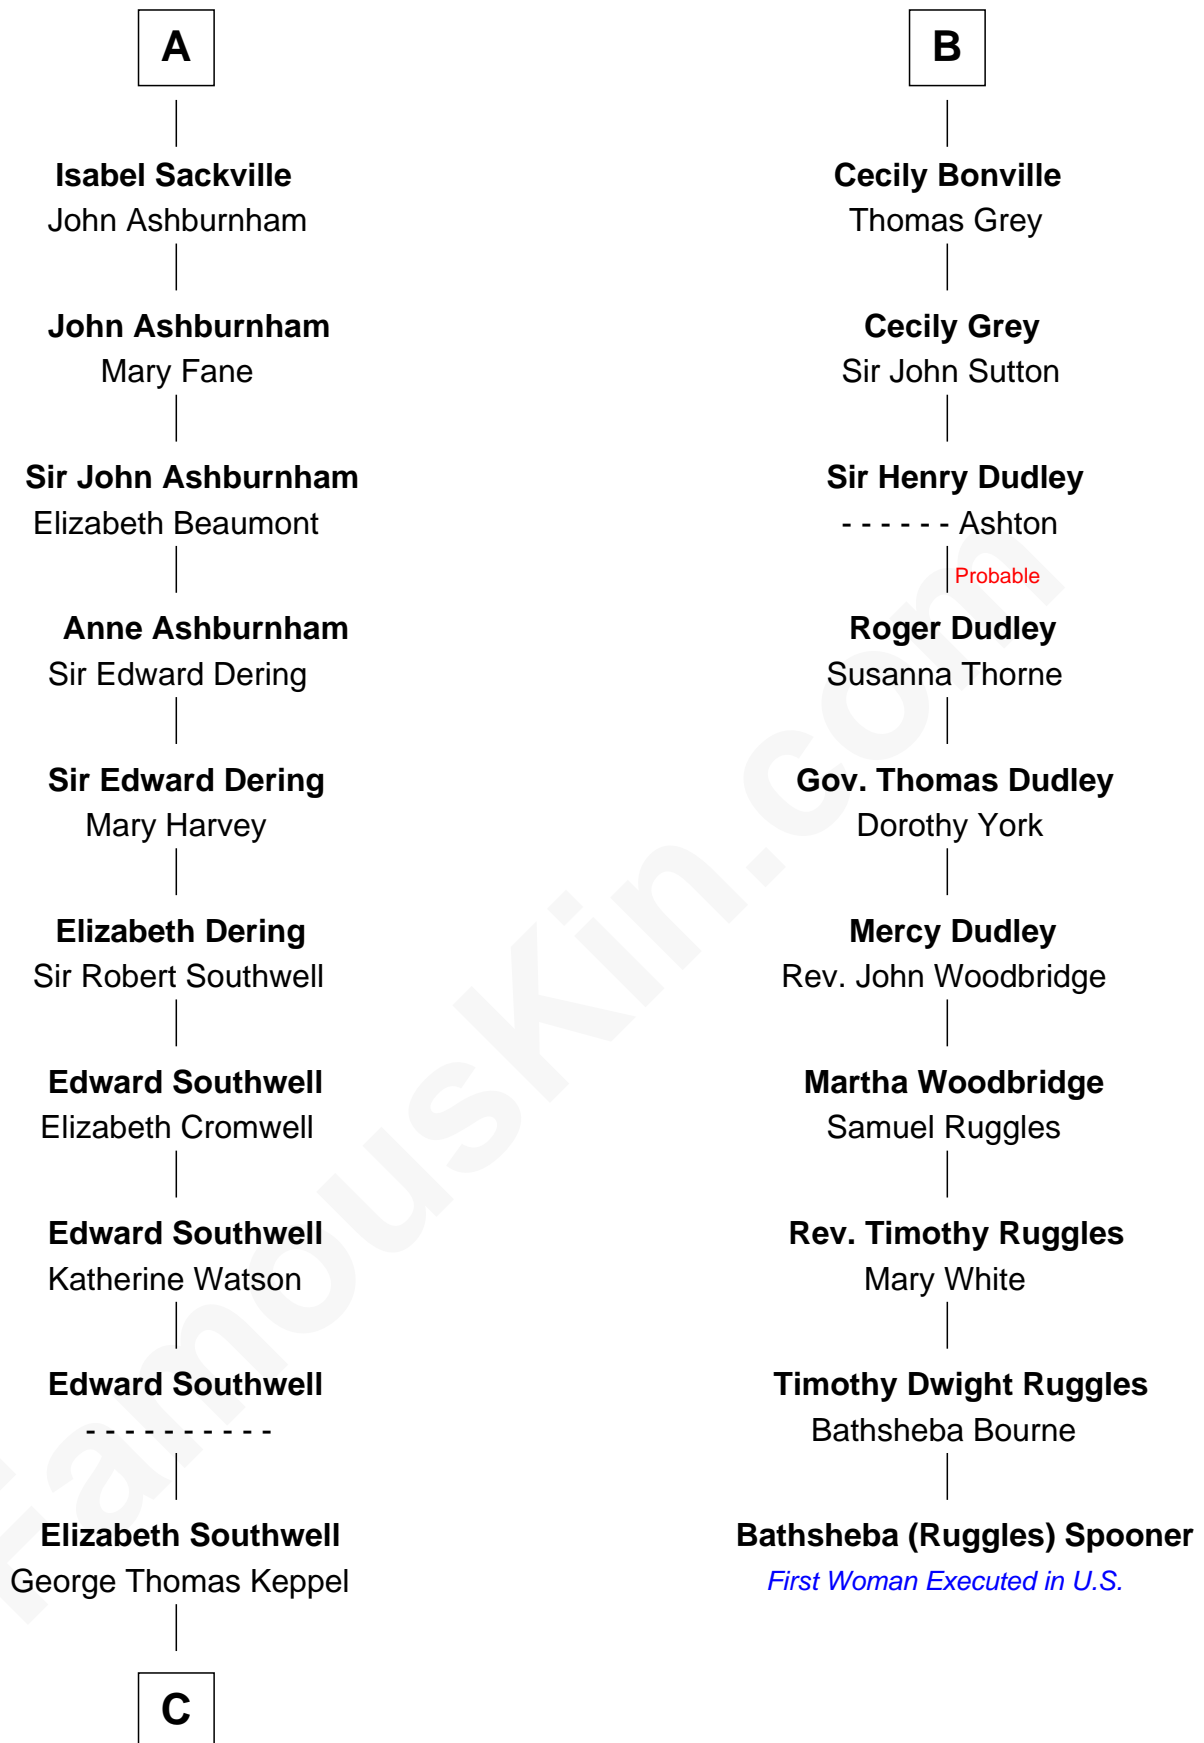 A
Isabel Sackville
John Ashburnham
John Ashburnham
Mary Fane
Sir John Ashburnham
Elizabeth Beaumont
Anne Ashburnham
Sir Edward Dering
Sir Edward Dering
Mary Harvey
Elizabeth Dering
Sir Robert Southwell
Edward Southwell
Elizabeth Cromwell
Edward Southwell
Katherine Watson
Edward Southwell
- - - - - - - - - -
Elizabeth Southwell
George Thomas Keppel
C
B
Cecily Bonville
Thomas Grey
Cecily Grey
Sir John Sutton
Sir Henry Dudley
- - - - - - Ashton
Probable
Roger Dudley
Susanna Thorne
Gov. Thomas Dudley
Dorothy York
Mercy Dudley
Rev. John Woodbridge
Martha Woodbridge
Samuel Ruggles
Rev. Timothy Ruggles
Mary White
Timothy Dwight Ruggles
Bathsheba Bourne
Bathsheba (Ruggles) Spooner
First Woman Executed in U.S.
FamousKin.com